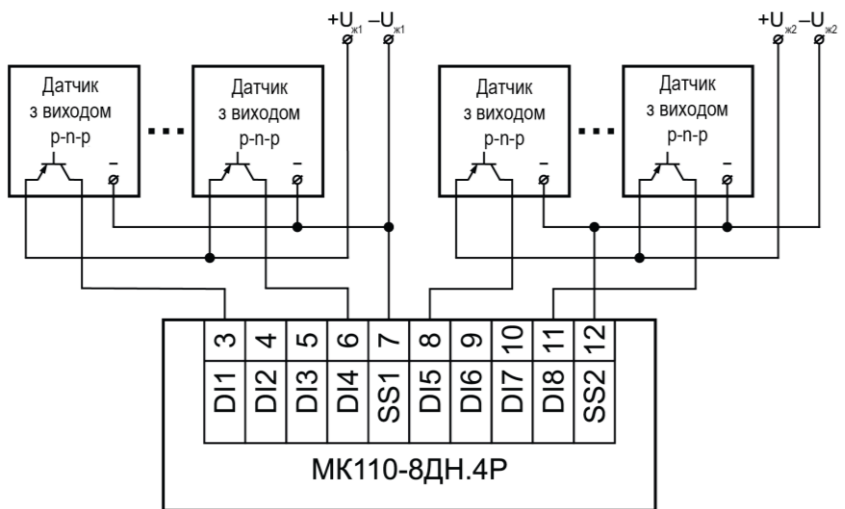 +Uж1 –Uж1
+Uж2 –Uж2
Датчик
з виходом
p-n-p
–
Датчик
з виходом
p-n-p
–
Датчик
з виходом
p-n-p
–
Датчик
з виходом
p-n-p
–
3 4 5 6 7 8 9 10 11 12
DI1 DI2 DI3 DI4 SS1 DI5 DI6 DI7 DI8 SS2
МК110-8ДН.4Р